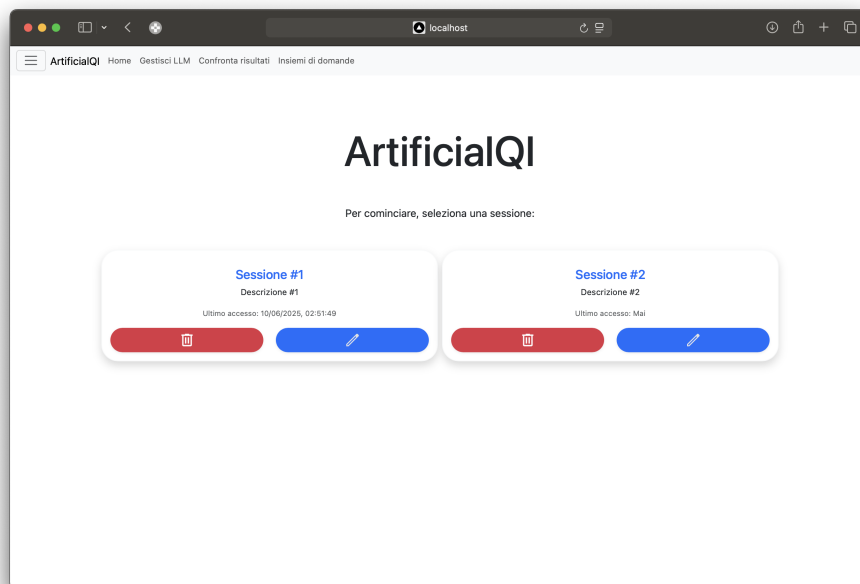 localhost
ArtificialQI Home Gestisci LLM Confronta risultati Insiemi di domande
ArtificialQI
Per cominciare, seleziona una sessione:
Sessione #1
Descrizione #1
Ultimo accesso: 10/06/2025, 02:51:49
Sessione #2
Descrizione #2
Ultimo accesso: Mai